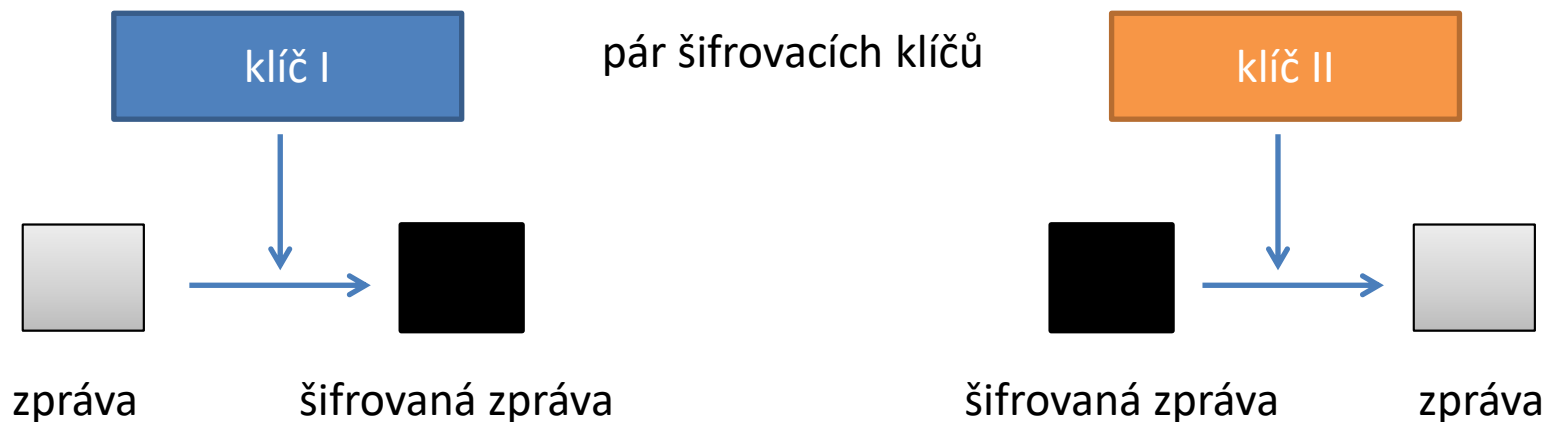 klíč I
pár šifrovacích klíčů
klíč II
zpráva
šifrovaná zpráva
šifrovaná zpráva
zpráva